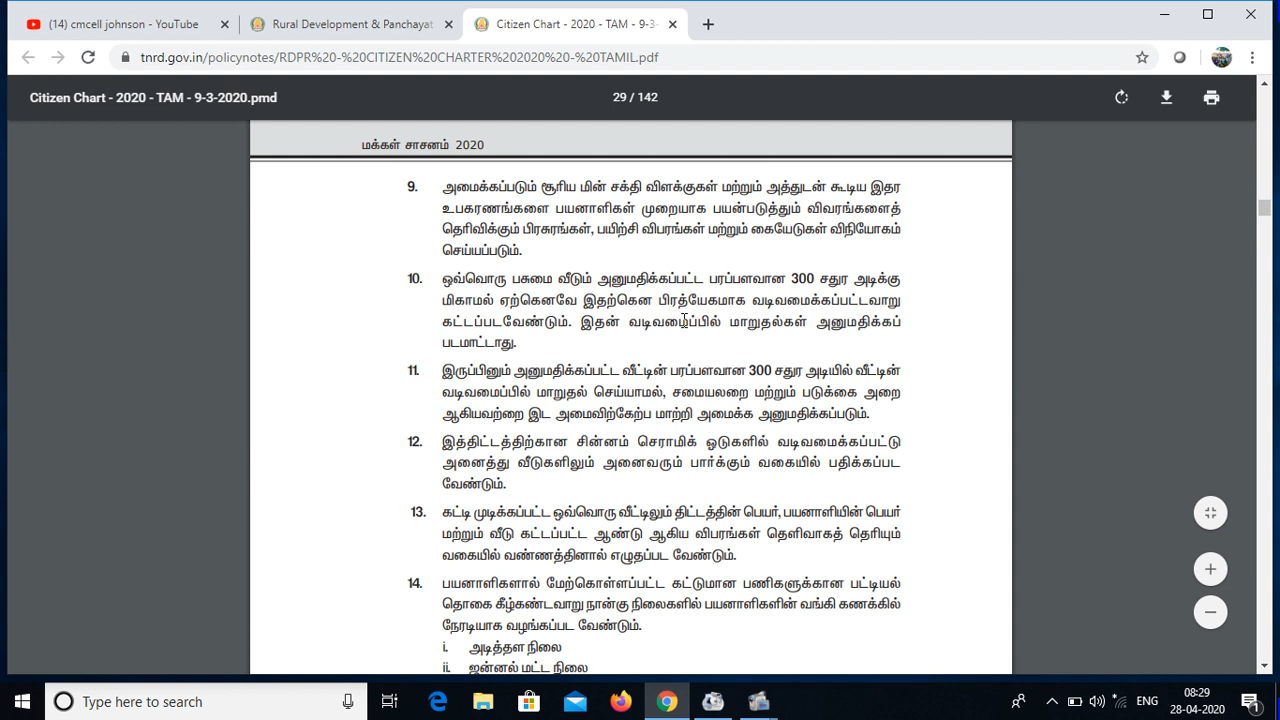 (14) cmcell johnson - YouTube
Rural Development & Panchayat
Citizen Chart - 2020 - TAM - 9-3-
tnrd.gov.in/policynotes/RDPR%20-%20CITIZEN%20CHARTER%202020%20-%20TAMIL.pdf
Citizen Chart - 2020 - TAM - 9-3-2020.pmd
29 / 142
மக்கள் சாசனம் 2020
9. அமைக்கப்படும் சூரிய மின் சக்தி விளக்குகள் மற்றும் அத்துடன் கூடிய இதர
உபகரணங்களை பயனாளிகள் முறையாக பயன்படுத்தும் விவரங்களைத்
தெரிவிக்கும் பிரசுரங்கள், பயிற்சி விபரங்கள் மற்றும் கையேடுகள் விநியோகம்
செய்யப்படும்.
10. ஒவ்வொரு பசுமை வீடும் அனுமதிக்கப்பட்ட பரப்பளவான 300 சதுர அடிக்கு
மிகாமல் ஏற்கெனவே இதற்கென பிரத்யேகமாக வடிவமைக்கப்பட்டவாறு
கட்டப்படவேண்டும். இதன் வடிவமைப்பில் மாறுதல்கள் அனுமதிக்கப்
படமாட்டாது.
11. இருப்பினும் அனுமதிக்கப்பட்ட வீட்டின் பரப்பளவான 300 சதுர அடியில் வீட்டின்
வடிவமைப்பில் மாறுதல் செய்யாமல், சமையலறை மற்றும் படுக்கை அறை
ஆகியவற்றை இட அமைவிற்கேற்ப மாற்றி அமைக்க அனுமதிக்கப்படும்.
12. இத்திட்டத்திற்கான சின்னம் செராமிக் ஓடுகளில் வடிவமைக்கப்பட்டு
அனைத்து வீடுகளிலும் அனைவரும் பார்க்கும் வகையில் பதிக்கப்பட
வேண்டும்.
13. கட்டி முடிக்கப்பட்ட ஒவ்வொரு வீட்டிலும் திட்டத்தின் பெயர், பயனாளியின் பெயர்
மற்றும் வீடு கட்டப்பட்ட ஆண்டு ஆகிய விபரங்கள் தெளிவாகத் தெரியும்
வகையில் வண்ணத்தினால் எழுதப்பட வேண்டும்.
14. பயனாளிகளால் மேற்கொள்ளப்பட்ட கட்டுமான பணிகளுக்கான பட்டியல்
தொகை கீழ்கண்டவாறு நான்கு நிலைகளில் பயனாளிகளின் வங்கி கணக்கில்
நேரடியாக வழங்கப்பட வேண்டும்.
i. அடித்தள நிலை
ii. ஜன்னல் மட்ட நிலை
Type here to search
ENG
08:29
28-04-2020
1